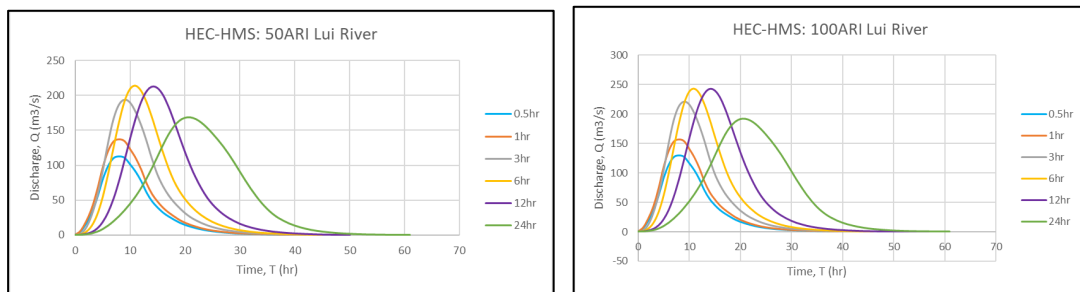 HEC-HMS: 50ARI Lui River
250
200
150
100
50
0
Discharge, Q (m3/s)
0 10 20 30 40 50 60 70
Time, T (hr)
0.5hr
1hr
3hr
6hr
12hr
24hr
HEC-HMS: 100ARI Lui River
300
250
200
150
100
50
0
-50
Discharge, Q (m3/s)
0 10 20 30 40 50 60 70
Time, T (hr)
0.5hr
1hr
3hr
6hr
12hr
24hr